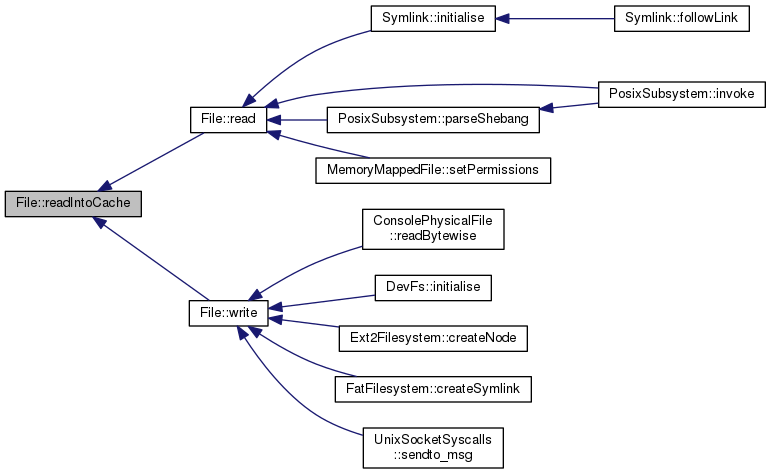 Symlink::initialise
Symlink::followLink
PosixSubsystem::invoke
File::read
PosixSubsystem::parseShebang
MemoryMappedFile::setPermissions
File::readIntoCache
ConsolePhysicalFile
::readBytewise
DevFs::initialise
File::write
Ext2Filesystem::createNode
FatFilesystem::createSymlink
UnixSocketSyscalls
::sendto_msg